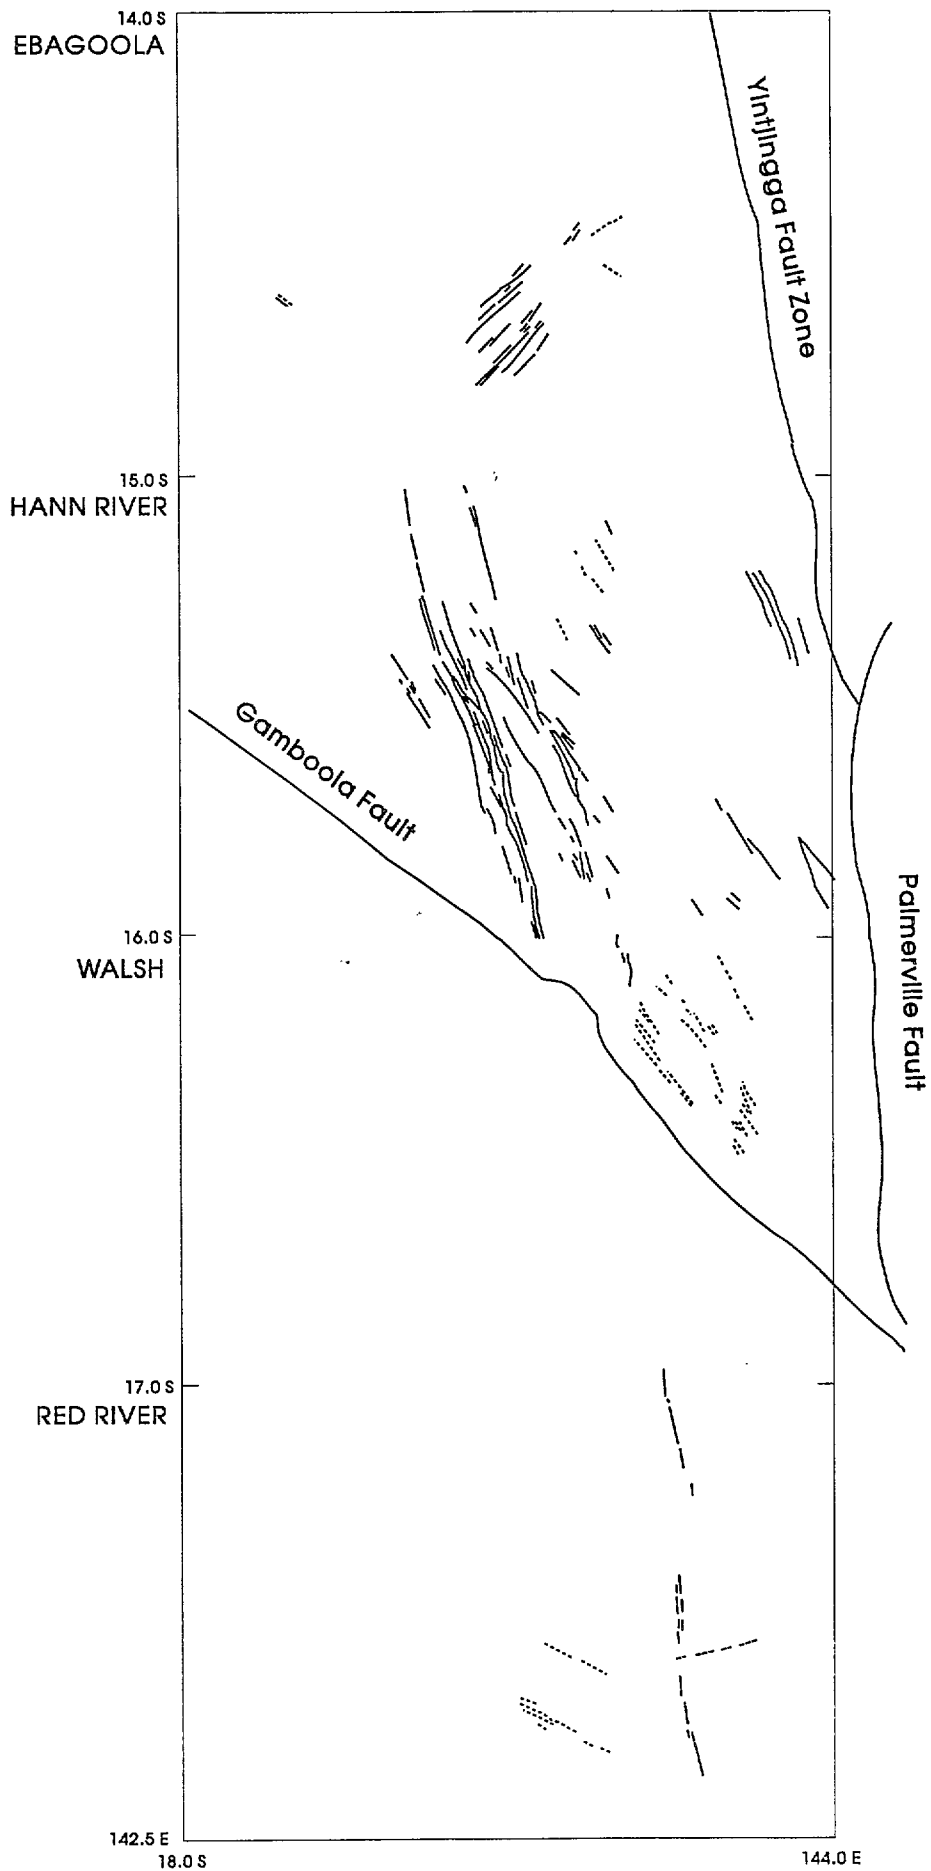 14.0 S
EBAGOOLA
Yintjingga Fault Zone
15.0 S
HANN RIVER
Gamboola Fault
Palmerville Fault
16.0 S
WALSH
17.0 S
RED RIVER
142.5 E
18.0 S
144.0 E